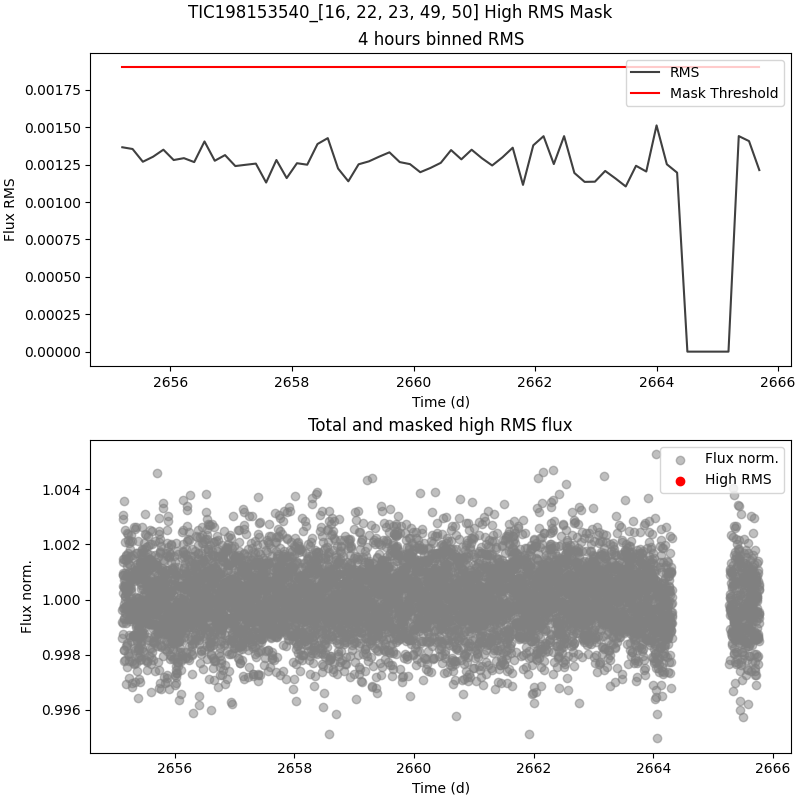 TIC198153540_[16, 22, 23, 49, 50] High RMS Mask
4 hours binned RMS
RMS
Mask Threshold
0.00175
0.00150
0.00125
0.00100
0.00075
0.00050
0.00025
0.00000
Flux RMS
2656 2658 2660 2662 2664 2666
Time (d)
Total and masked high RMS flux
Flux norm.
High RMS
1.004
1.002
1.000
0.998
0.996
Flux norm.
2656 2658 2660 2662 2664 2666
Time (d)